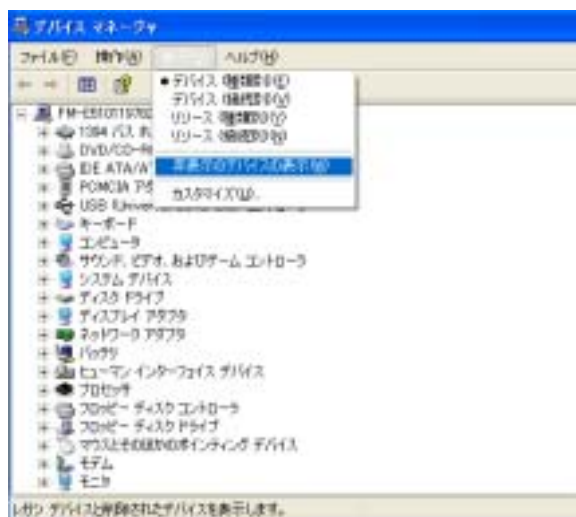 デバイス マネージャ
ファイル(F) 操作(A) ヘルプ(H)
デバイス (種類別)(E)
デバイス (接続別)(V)
リソース (種類別)(Y)
リソース (接続別)(N)
非表示のデバイスの表示(W)
カスタマイズ(U)...
1394 バス
DVD/CD-R
IDE ATA/AT
PCMCIA アダ
USB (Univer
キーボード
コンピュータ
サウンド、ビデオ、およびゲーム コントローラ
システム デバイス
ディスク ドライブ
ディスプレイ アダプタ
ネットワーク アダプタ
バッテリ
ヒューマン インターフェイス デバイス
プロセッサ
フロッピー ディスク コントローラ
フロッピー ディスク ドライブ
マウスとそのほかのポインティング デバイス
モデム
モニタ
レガシ デバイスと削除されたデバイスを表示します。